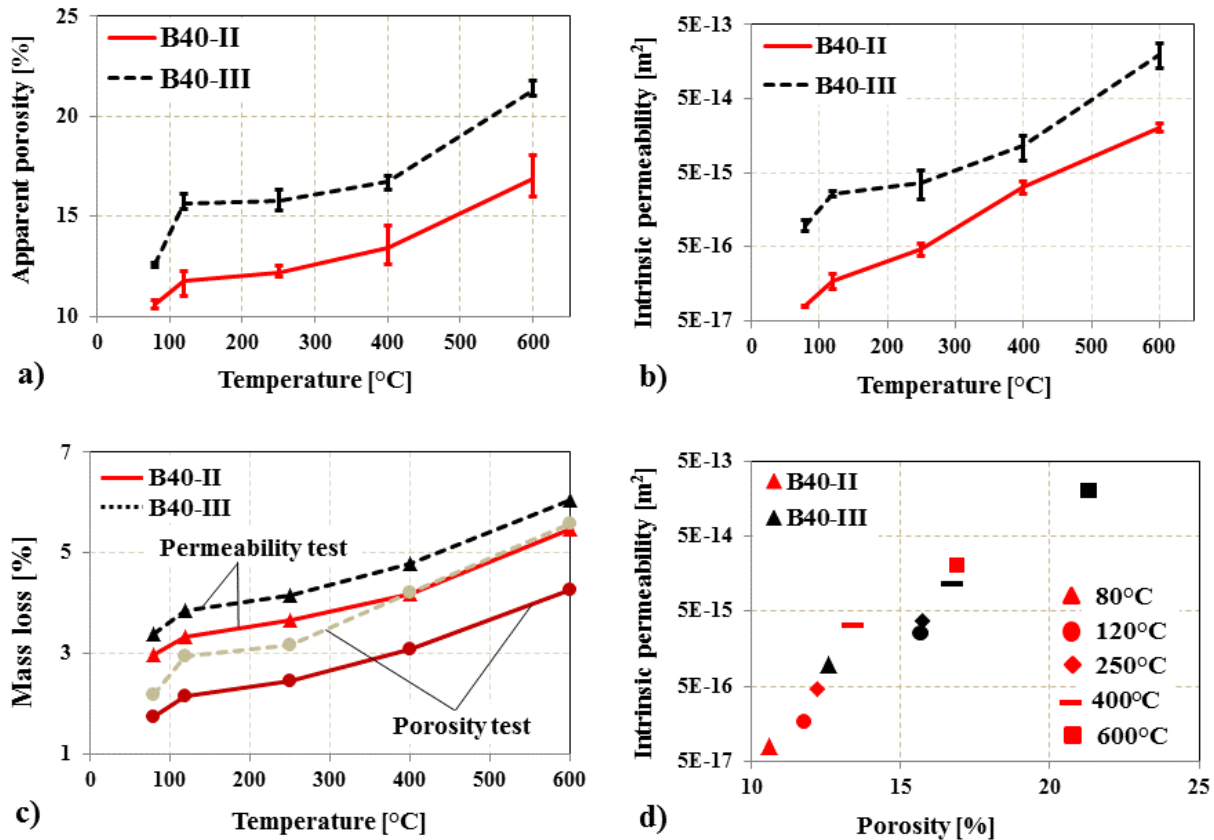 Apparent porosity [%]
25
20
15
10
B40-II
B40-III
0 100 200 300 400 500 600
Temperature [°C]
a)
Intrinsic permeability [m²]
5E-13
5E-14
5E-15
5E-16
5E-17
B40-II
B40-III
0 100 200 300 400 500 600
Temperature [°C]
b)
Mass loss [%]
7
5
3
1
B40-II
B40-III
Permeability test
Porosity test
0 100 200 300 400 500 600
Temperature [°C]
c)
Intrinsic permeability [m²]
5E-13
5E-14
5E-15
5E-16
5E-17
B40-II
B40-III
80°C
120°C
250°C
400°C
600°C
10 15 20 25
Porosity [%]
d)